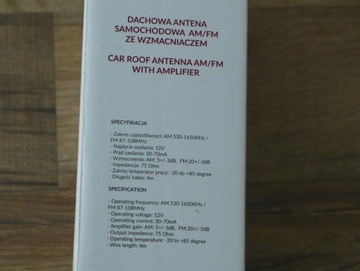 DACHOWA ANTENA
SAMOCHODOWA AM/FM
ZE WZMACNIACZEM
CAR ROOF ANTENNA AM/FM
WITH AMPLIFIER
SPECYFIKACJA
- Zakres częstotliwości: AM 530-1650KHz /
FM 87-108MHz
- Napięcie zasilania: 12V
- Prąd zasilania: 30-70mA
- Wzmocnienie: AM: 5+/-3dB, FM:20+/-3dB
- Impedancja: 75 Ohm
- Zakres temperatur pracy: -20 do +85 degree
- Długość kabla: 4m
SPECIFICATION
- Operating frequency: AM 530-1650KHz /
FM 87-108MHz
- Operating voltage: 12V
- Operating current: 30-70mA
- Amplifier gain: AM: 5+/-3dB, FM:20+/-3dB
- Output impedance: 75 Ohm
- Operating temperature: -20 to +85 degree
- Wire length: 4m